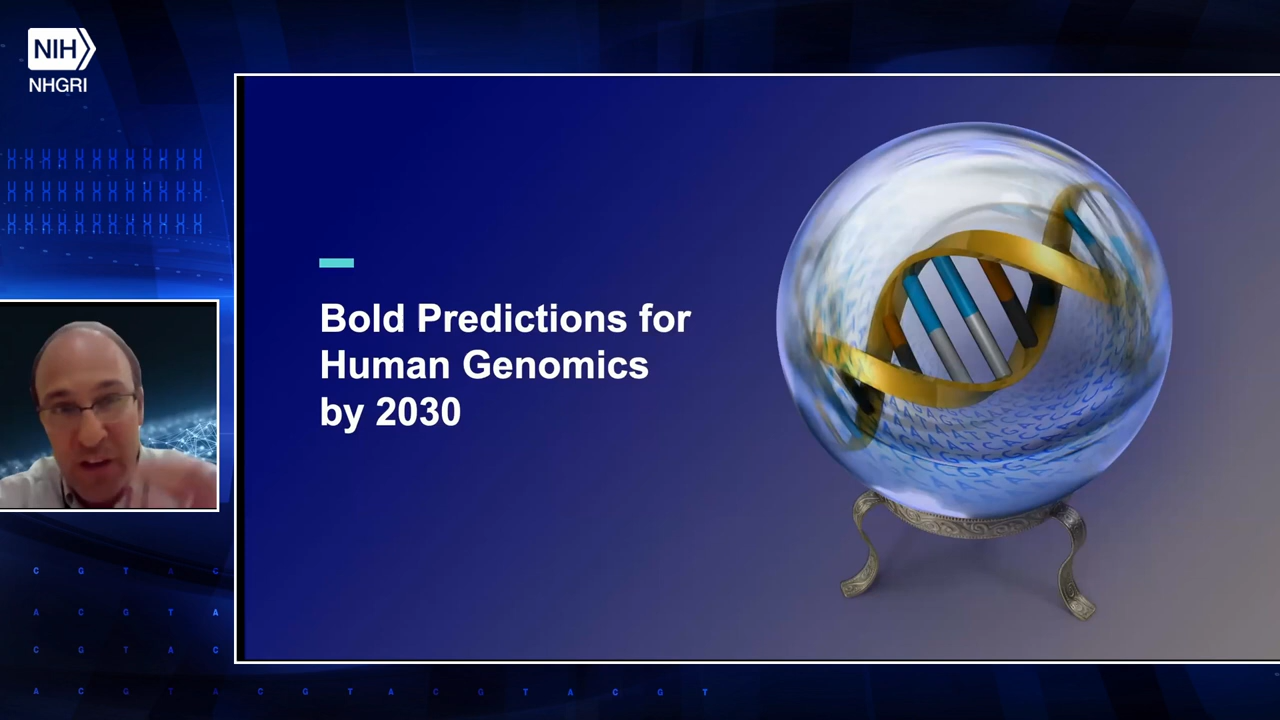 NIH
NHGRI
Bold Predictions for
Human Genomics
by 2030
C G T A C
A C G T A
C G T A C
A C G T A C G T A C G T A C G T